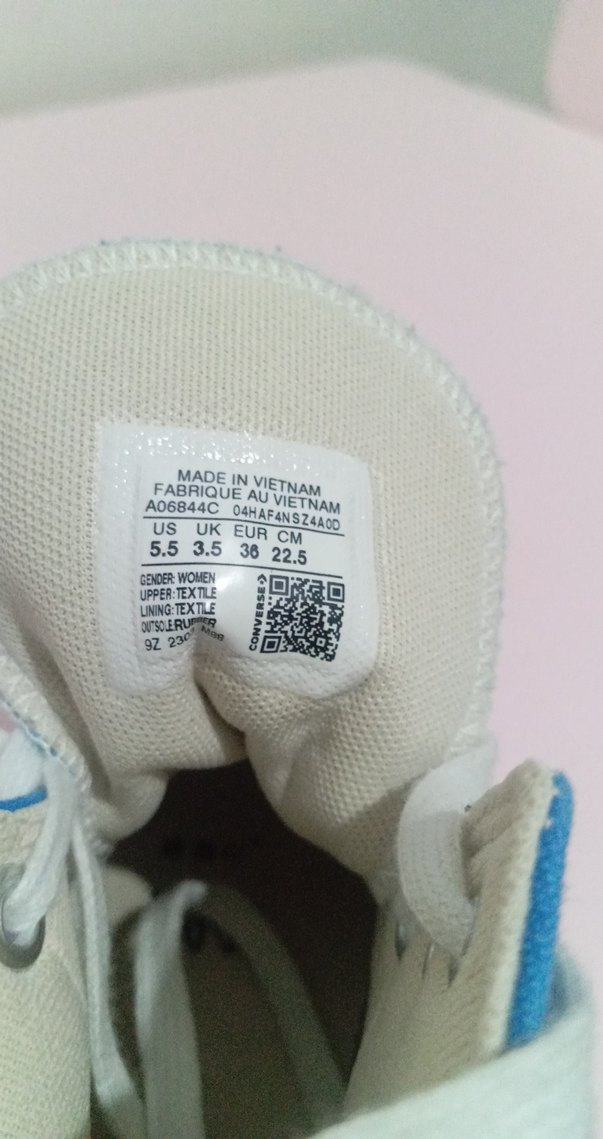 MADE IN VIETNAM
FABRIQUE AU VIETNAM
A06844C 04HAF4NSZ4A0D
US UK EUR CM
5.5 3.5 36 22.5
GENDER: WOMEN
UPPER: TEXTILE
LINING: TEXTILE
OUTSOLE: RUBBER
9Z
CONVERSE